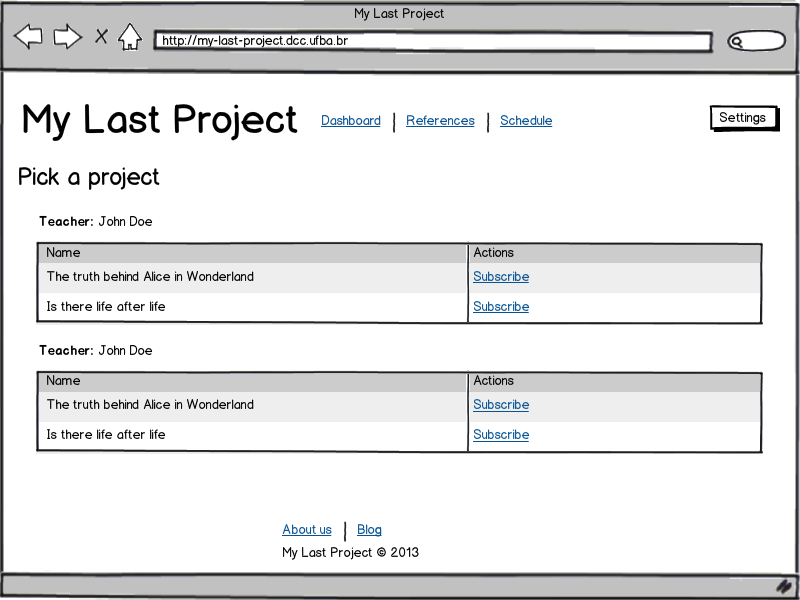 My Last Project
http://my-last-project.dcc.ufba.br
My Last Project Dashboard | References | Schedule Settings
Pick a project
Teacher: John Doe
Name Actions
The truth behind Alice in Wonderland Subscribe
Is there life after life Subscribe
Teacher: John Doe
Name Actions
The truth behind Alice in Wonderland Subscribe
Is there life after life Subscribe
About us | Blog
My Last Project © 2013